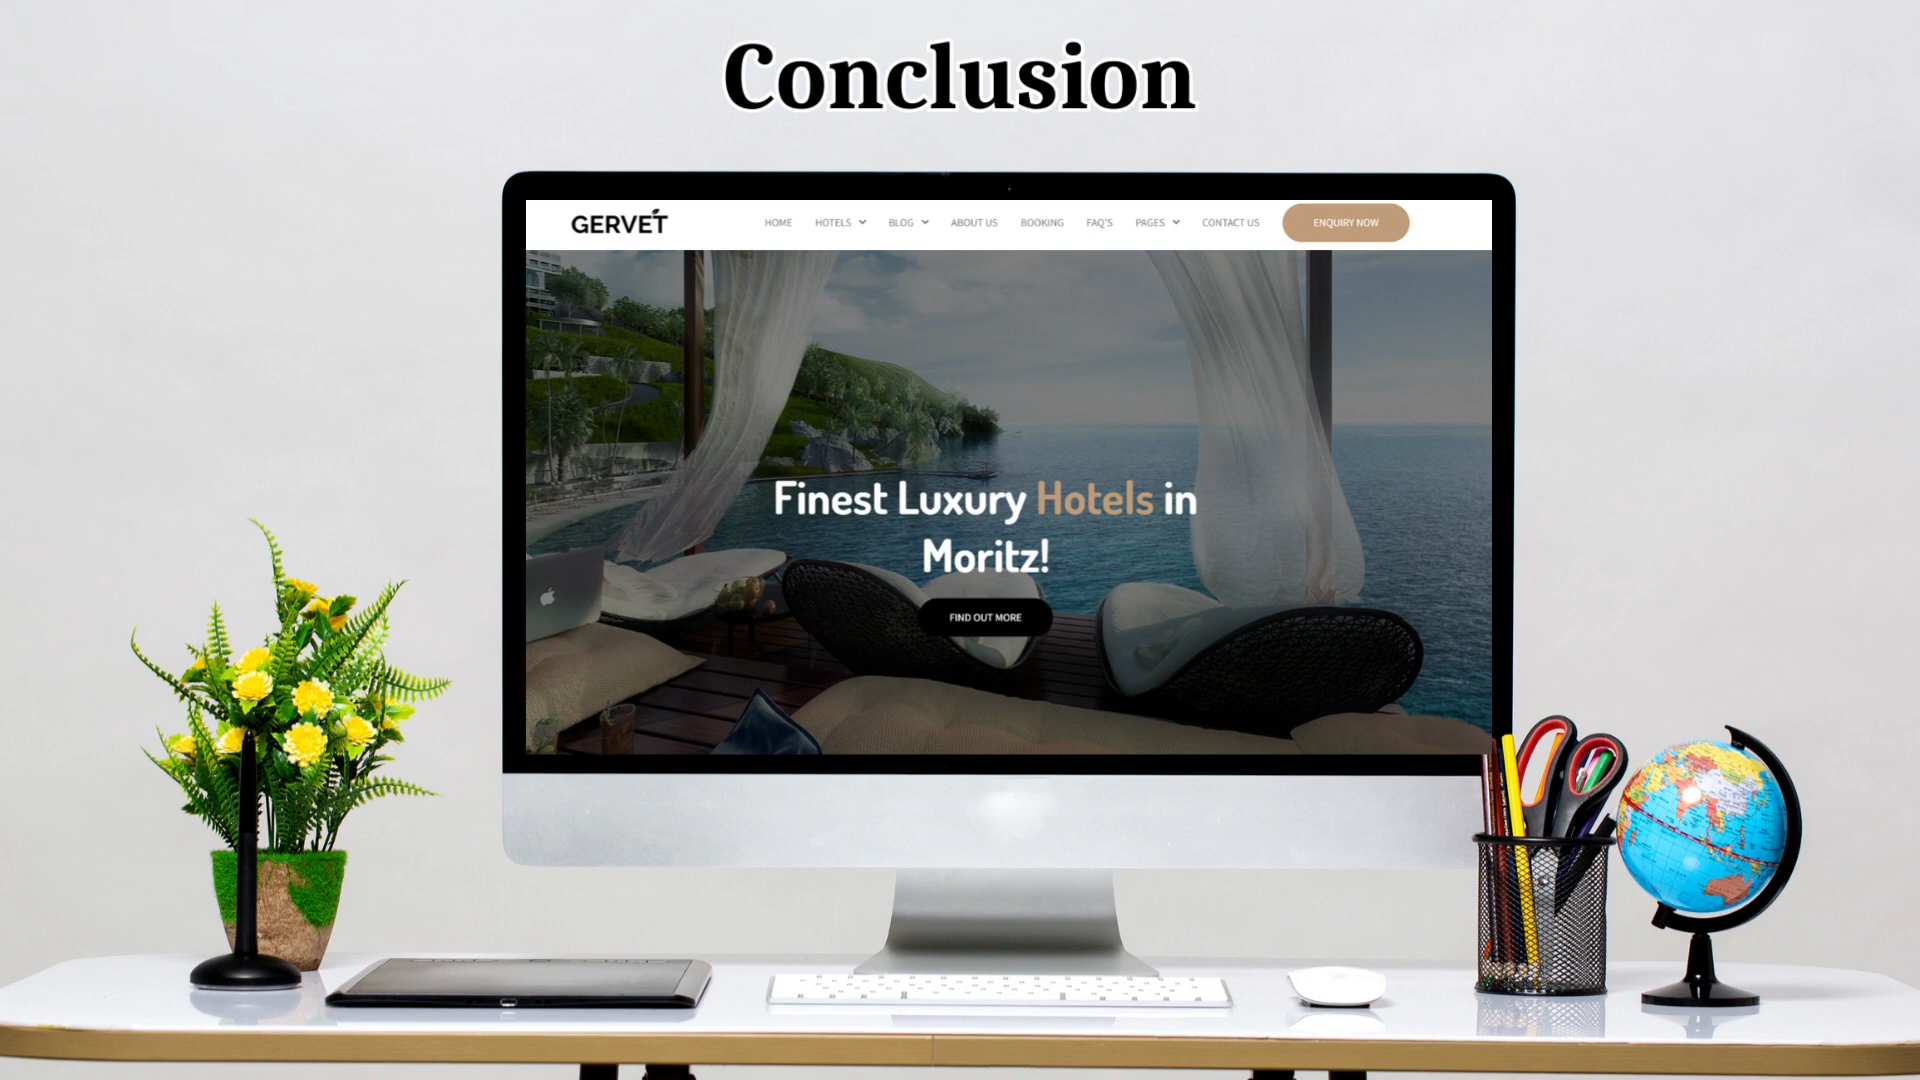 Conclusion
GERVET
HOME HOTELS BLOG ABOUT US BOOKING FAQ'S PAGES CONTACT US ENQUIRY NOW
Finest Luxury Hotels in
Moritz!
FIND OUT MORE